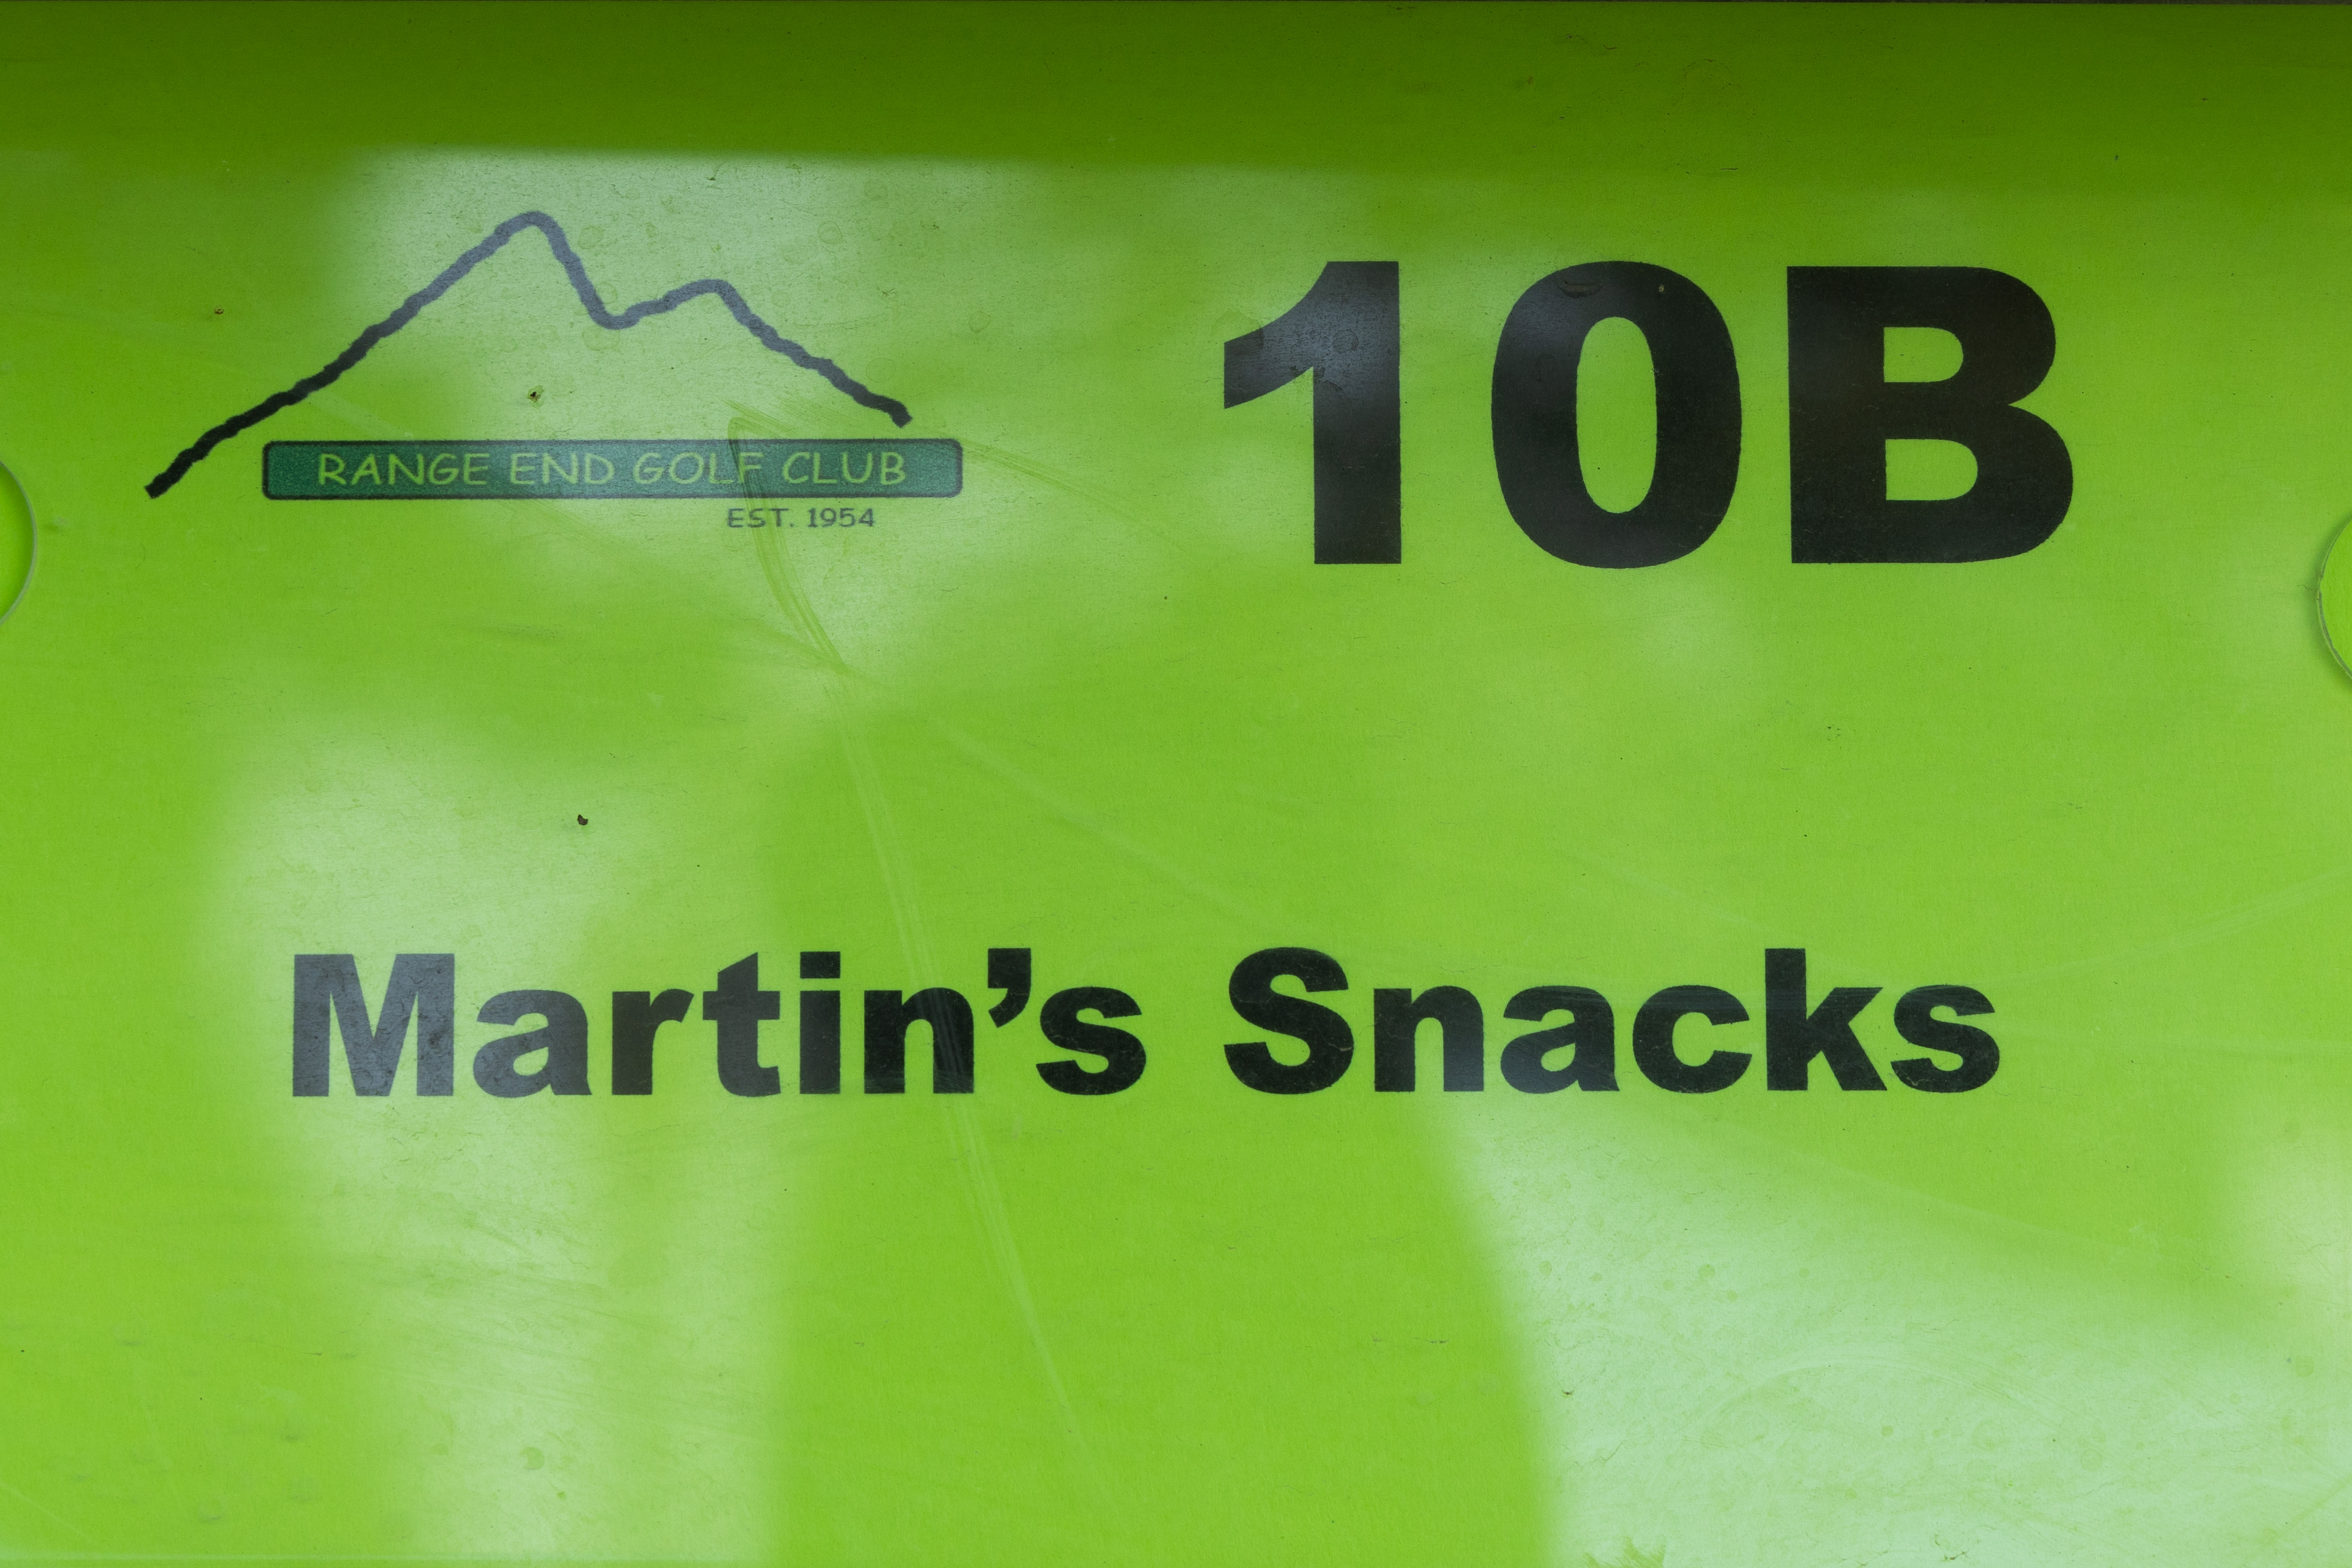 10B
RANGE END GOLF CLUB
EST. 1954
Martin’s Snacks